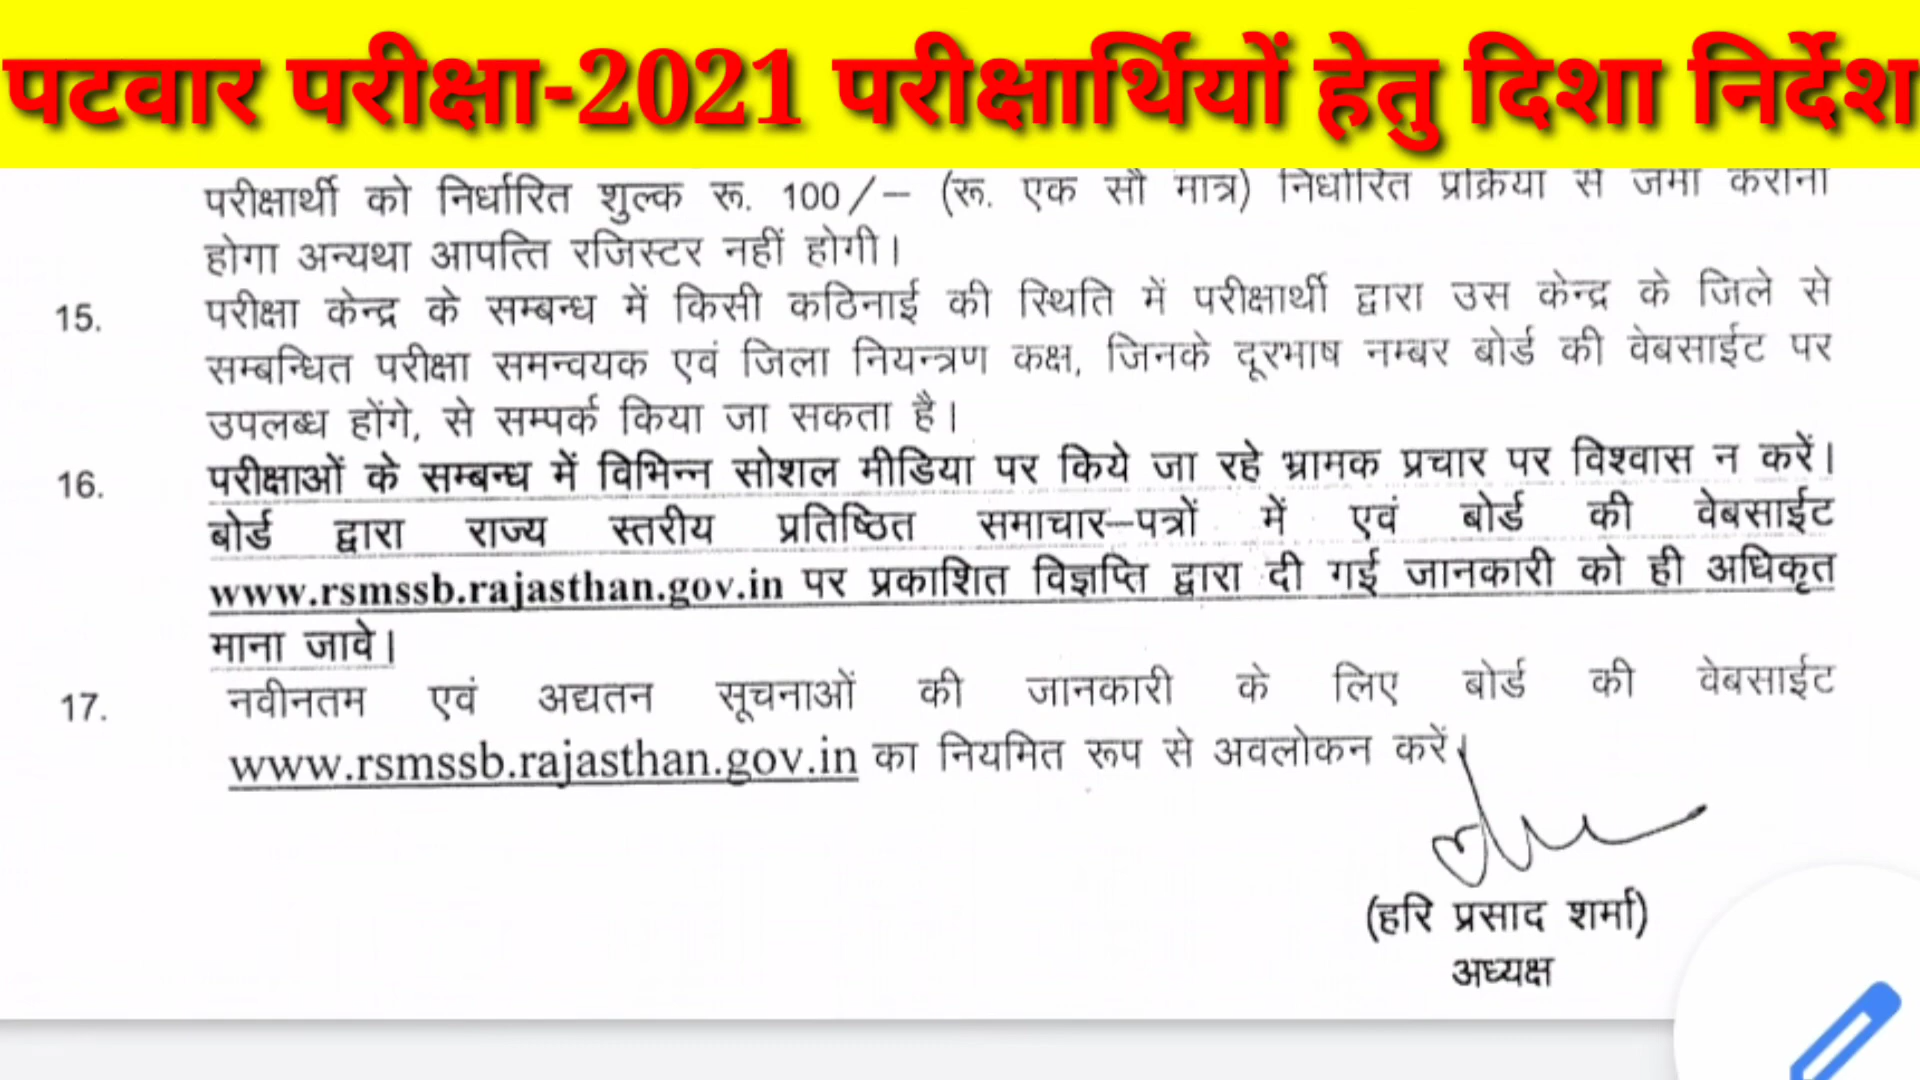 पटवार परीक्षा-2021 परीक्षार्थियों हेतु दिशा निर्देश
परीक्षार्थी को निर्धारित शुल्क रू. 100/– (रू. एक सौ मात्र) निर्धारित प्रक्रिया से जमा कराना
होगा अन्यथा आपत्ति रजिस्टर नहीं होगी।
15. परीक्षा केन्द्र के सम्बन्ध में किसी कठिनाई की स्थिति में परीक्षार्थी द्वारा उस केन्द्र के जिले से
सम्बन्धित परीक्षा समन्वयक एवं जिला नियन्त्रण कक्ष, जिनके दूरभाष नम्बर बोर्ड की वेबसाईट पर
उपलब्ध होंगे, से सम्पर्क किया जा सकता है।
16. परीक्षाओं के सम्बन्ध में विभिन्न सोशल मीडिया पर किये जा रहे भ्रामक प्रचार पर विश्वास न करें।
बोर्ड द्वारा राज्य स्तरीय प्रतिष्ठित समाचार–पत्रों में एवं बोर्ड की वेबसाईट
www.rsmssb.rajasthan.gov.in पर प्रकाशित विज्ञप्ति द्वारा दी गई जानकारी को ही अधिकृत
माना जावे।
17. नवीनतम एवं अद्यतन सूचनाओं की जानकारी के लिए बोर्ड की वेबसाईट
www.rsmssb.rajasthan.gov.in का नियमित रूप से अवलोकन करें।
(हरि प्रसाद शर्मा)
अध्यक्ष